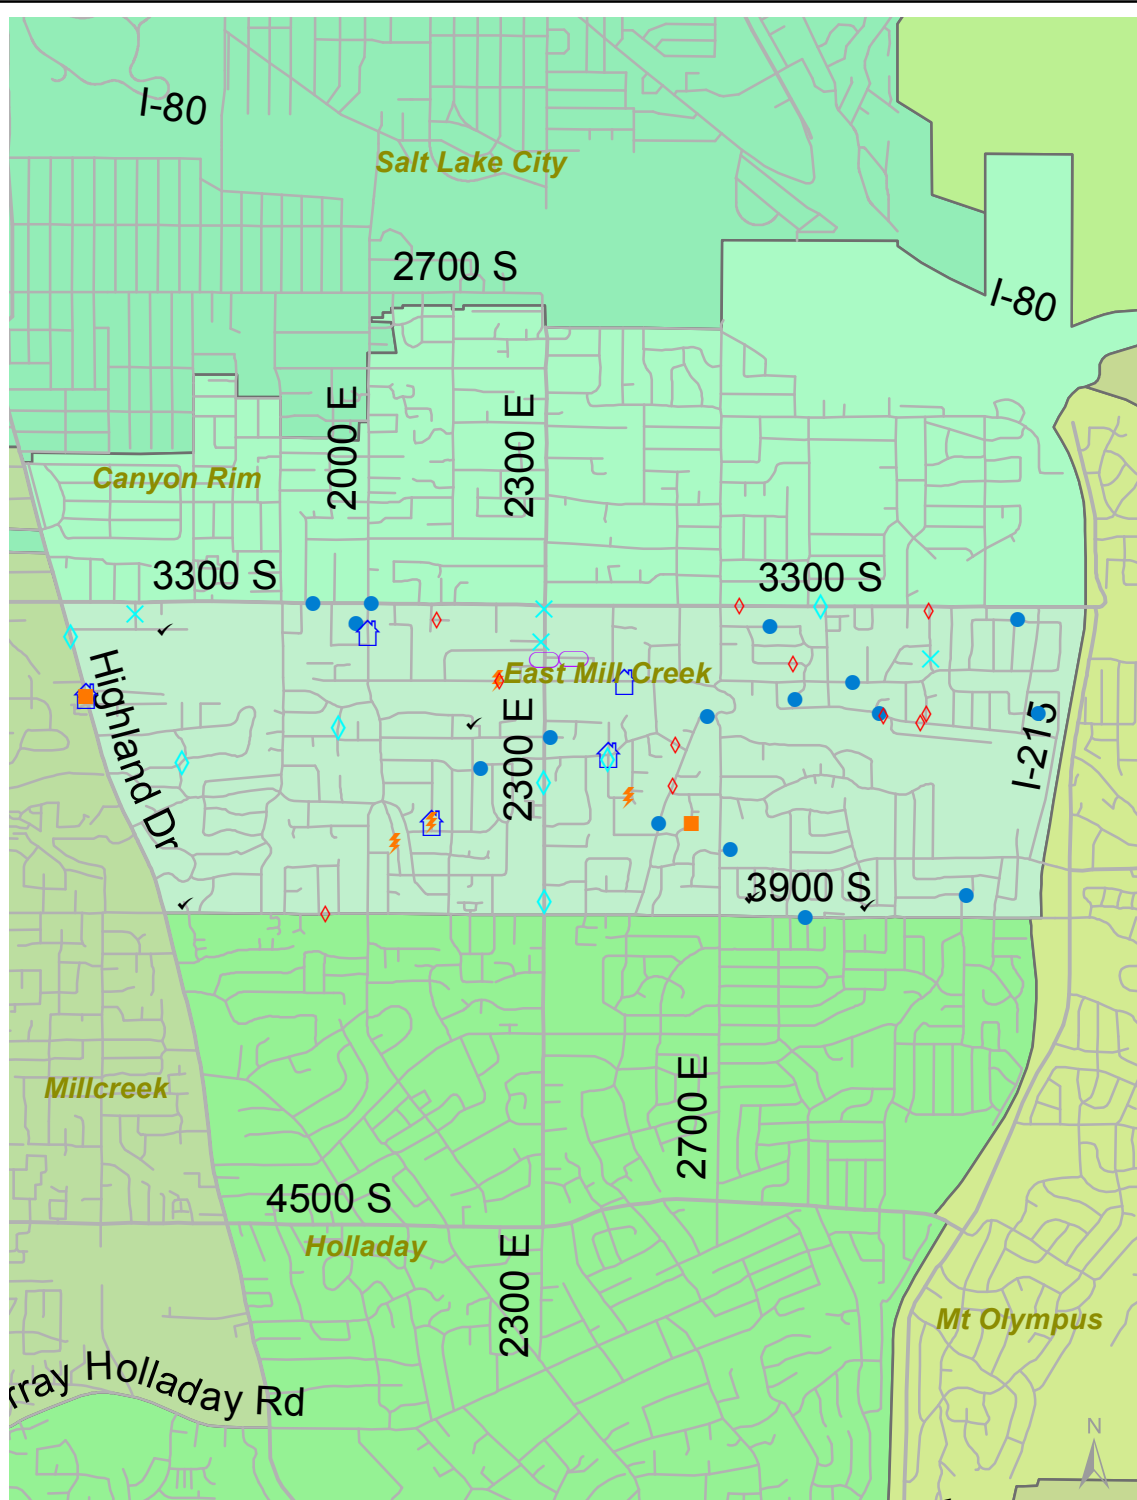 I-80
Salt Lake City
2700 S
I-80
2000 E
2300 E
Canyon Rim
3300 S
3300 S
East Mill Creek
Highland Dr
2300 E
I-215
3900 S
Millcreek
2700 E
4500 S
Holladay
2300 E
Mt Olympus
rray Holladay Rd
N